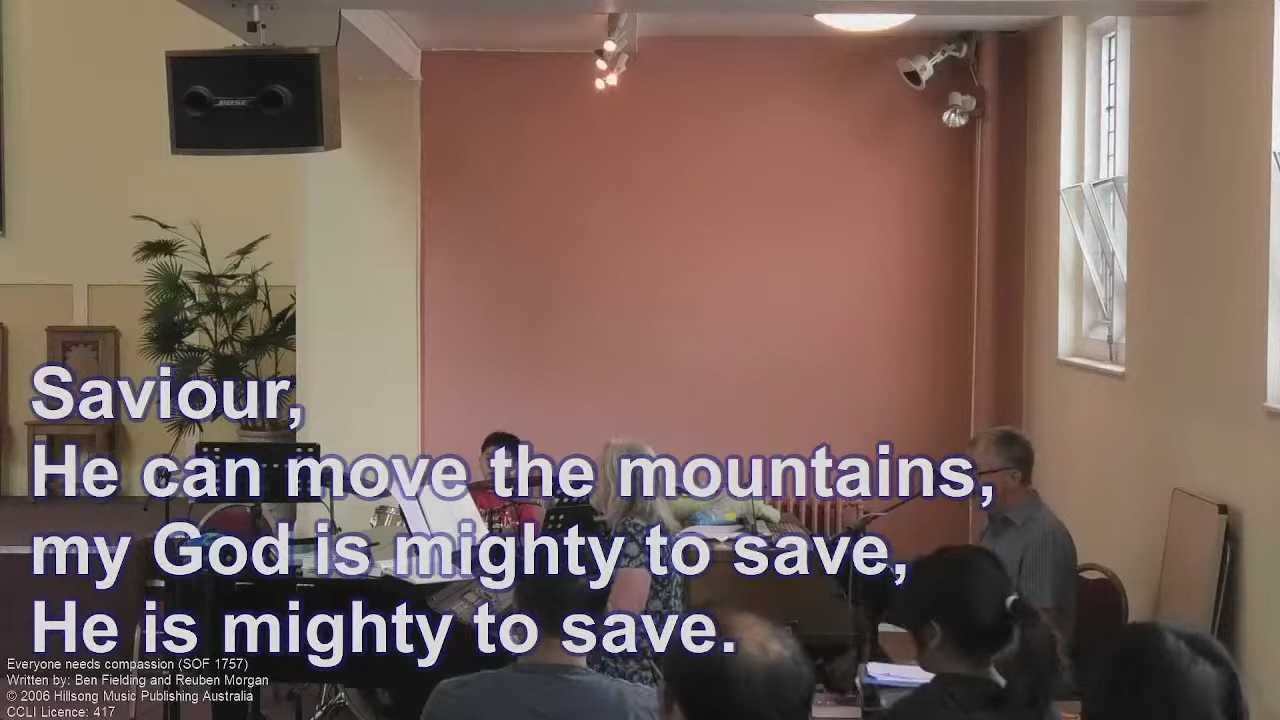 BOSE
Saviour,
He can move the mountains,
my God is mighty to save,
He is mighty to save.
Everyone needs compassion (SOF 1757)
Written by: Ben Fielding and Reuben Morgan
© 2006 Hillsong Music Publishing Australia
CCLI Licence: 417